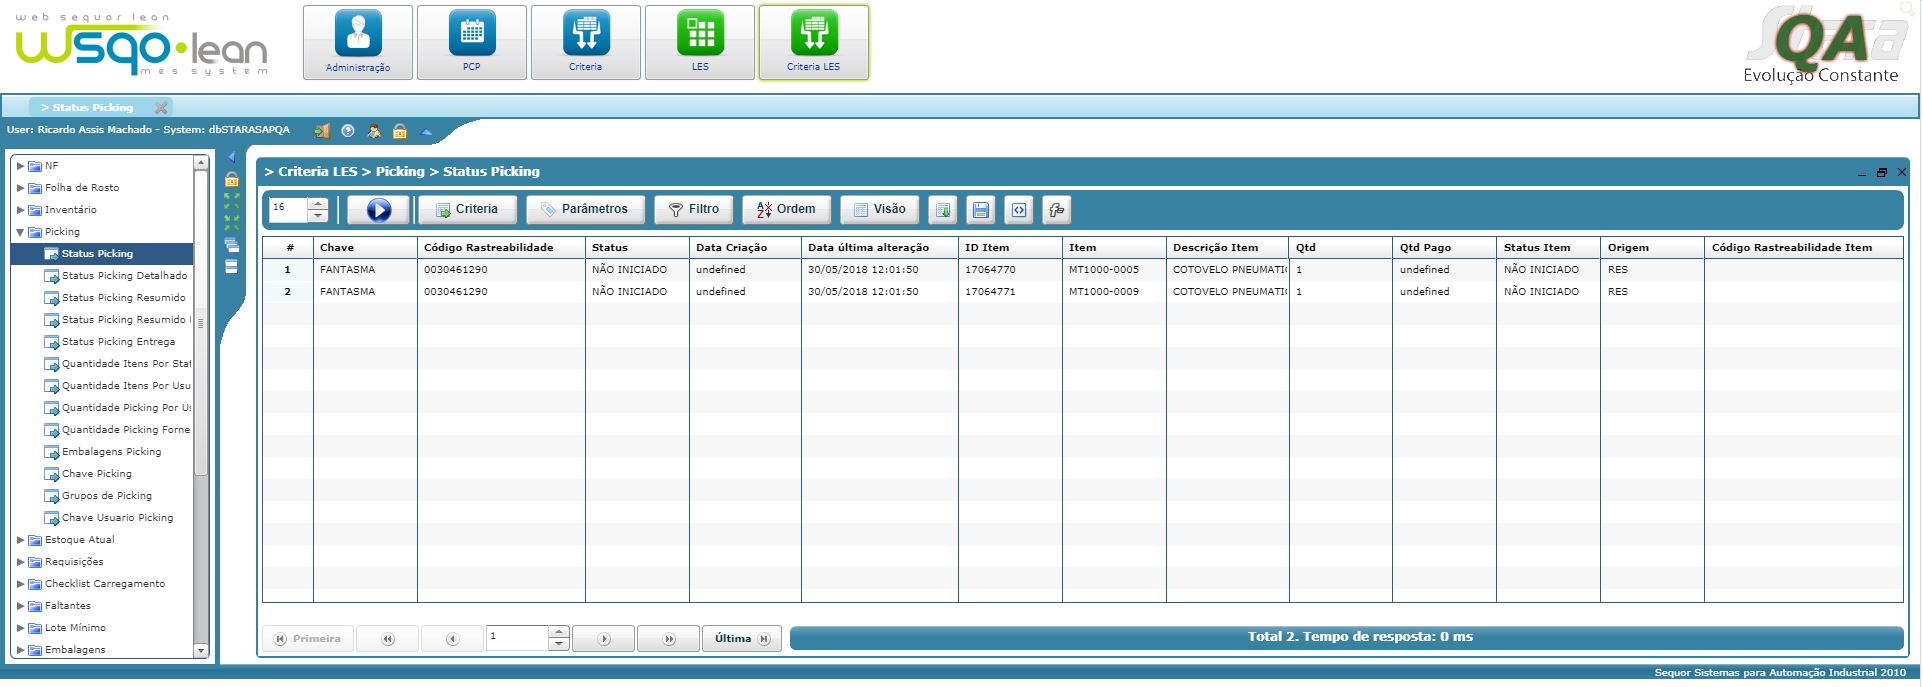 web sequor lean
wsqo•lean
mes system
Administração
PCP
Criteria
LES
Criteria LES
QA
Evolução Constante
> Status Picking
User: Ricardo Assis Machado - System: dbSTARASAPQA
NF
Folha de Rosto
Inventário
Picking
Status Picking
Status Picking Detalhado
Status Picking Resumido
Status Picking Resumido
Status Picking Entrega
Quantidade Itens Por Stat
Quantidade Itens Por Usu
Quantidade Picking Por Us
Quantidade Picking Forne
Embalagens Picking
Chave Picking
Grupos de Picking
Chave Usuario Picking
Estoque Atual
Requisições
Checklist Carregamento
Faltantes
Lote Mínimo
Embalagens
> Criteria LES > Picking > Status Picking
16 Criteria Parâmetros Filtro Ordem Visão
# Chave Código Rastreabilidade Status Data Criação Data última alteração ID Item Item Descrição Item Qtd Qtd Pago Status Item Origem Código Rastreabilidade Item
1 FANTASMA 0030461290 NÃO INICIADO undefined 30/05/2018 12:01:50 17064770 MT1000-0005 COTOVELO PNEUMATI 1 undefined NÃO INICIADO RES
2 FANTASMA 0030461290 NÃO INICIADO undefined 30/05/2018 12:01:50 17064771 MT1000-0009 COTOVELO PNEUMATI 1 undefined NÃO INICIADO RES
Primeira 1 Última Total 2. Tempo de resposta: 0 ms
Sequor Sistemas para Automação Industrial 2010